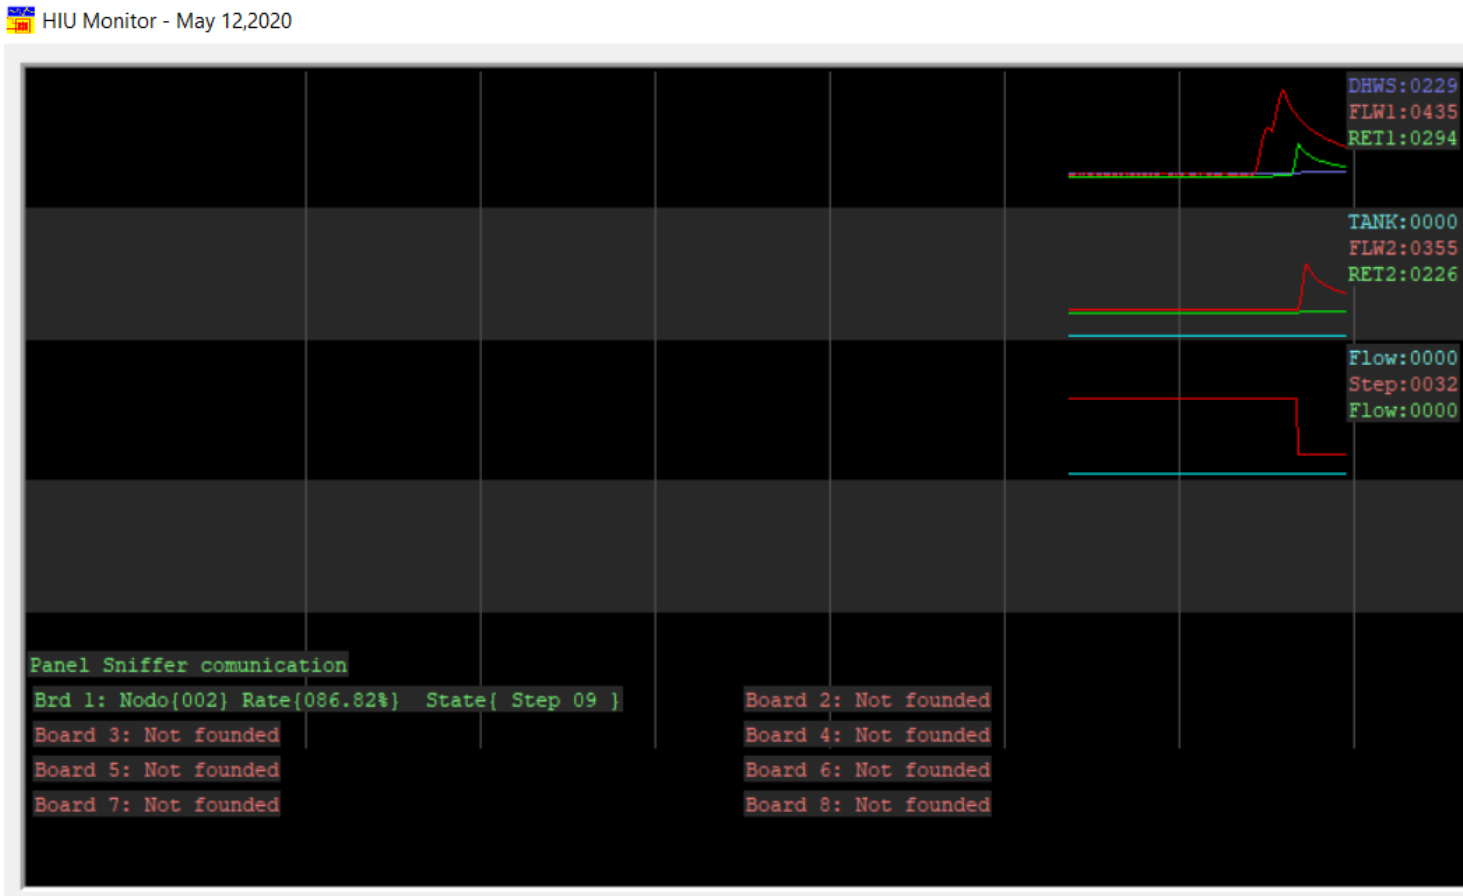 HIU Monitor - May 12,2020
DHWS:0229
FLW1:0435
RET1:0294
TANK:0000
FLW2:0355
RET2:0226
Flow:0000
Step:0032
Flow:0000
Panel Sniffer comunication
Brd 1: Nodo{002} Rate{086.82%} State{ Step 09 }
Board 2: Not founded
Board 3: Not founded
Board 4: Not founded
Board 5: Not founded
Board 6: Not founded
Board 7: Not founded
Board 8: Not founded